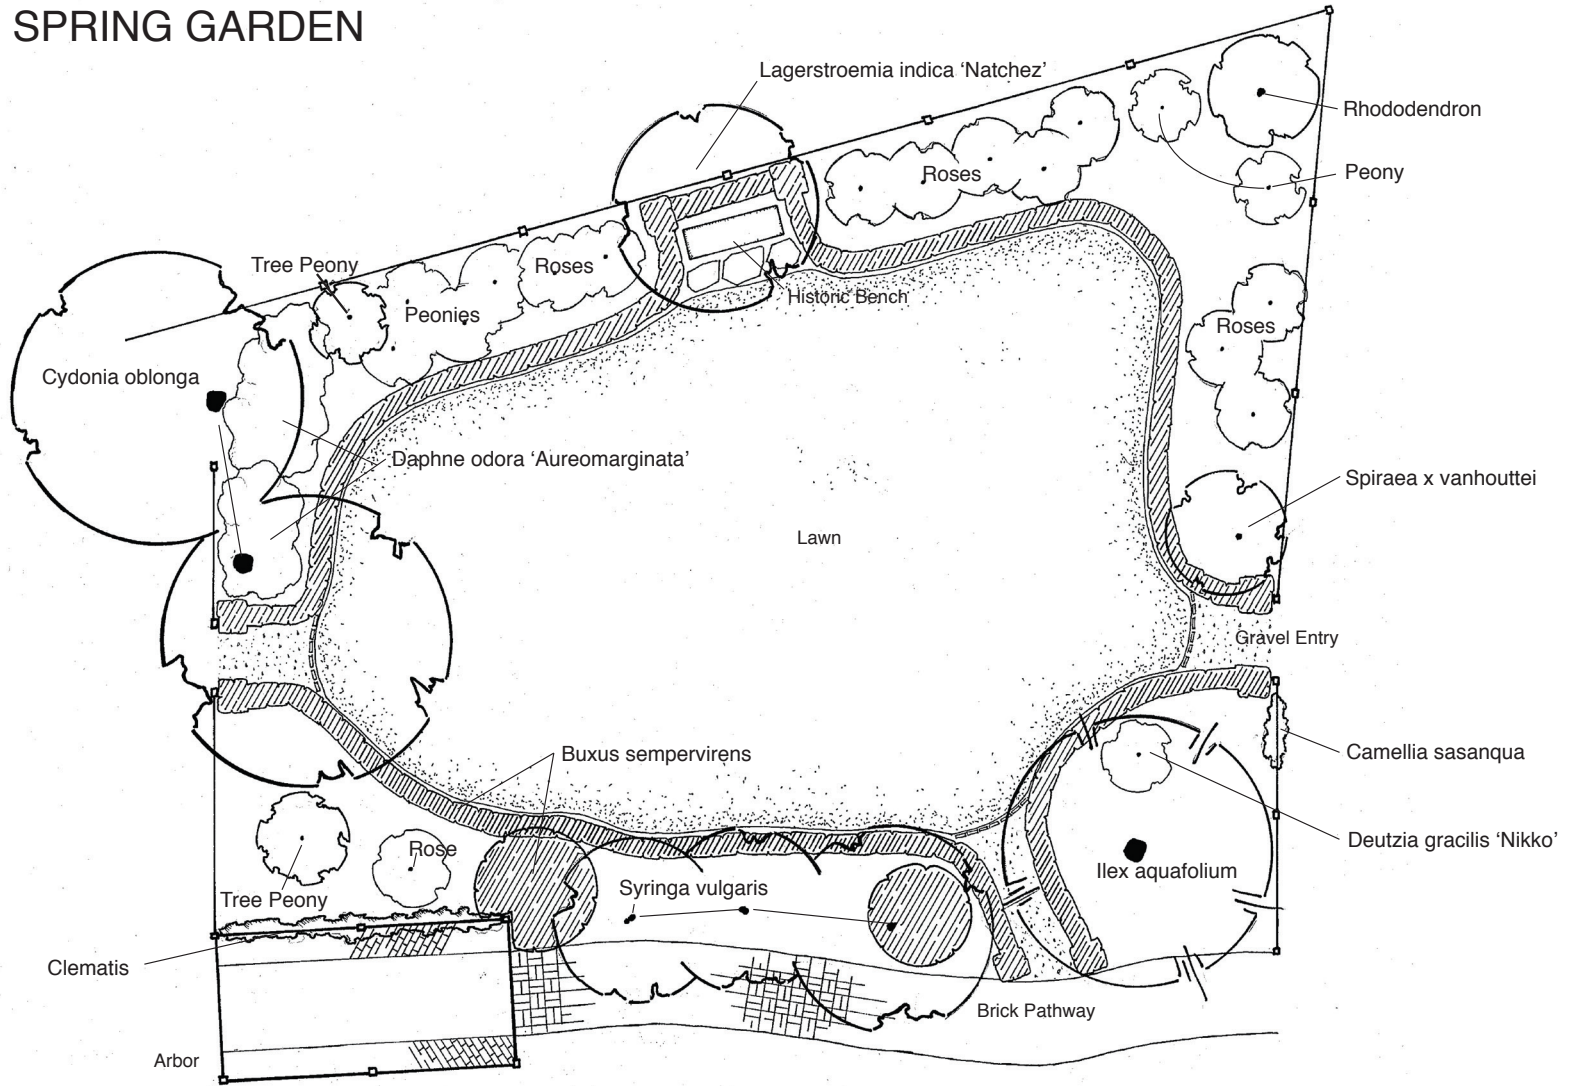 SPRING GARDEN
Lagerstroemia indica ‘Natchez’
Rhododendron
Roses
Peony
Tree Peony
Roses
Peonies
Historic Bench
Roses
Cydonia oblonga
Daphne odora ‘Aureomarginata’
Spiraea x vanhouttei
Lawn
Gravel Entry
Buxus sempervirens
Camellia sasanqua
Rose
Deutzia gracilis ‘Nikko’
Ilex aquafolium
Syringa vulgaris
Tree Peony
Clematis
Brick Pathway
Arbor